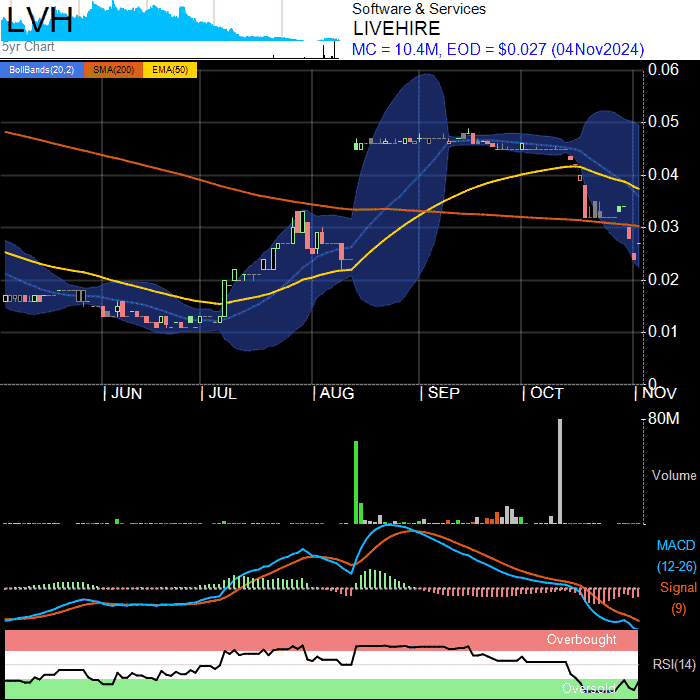 LVH
5yr Chart
Software & Services
LIVEHIRE
MC = 10.4M, EOD = $0.027 (04Nov2024)
BollBands(20,2) SMA(200) EMA(50)
0.06
0.05
0.04
0.03
0.02
0.01
0
JUN JUL AUG SEP OCT NOV
80M
Volume
MACD
(12-26)
Signal
(9)
Overbought
RSI(14)
Oversold